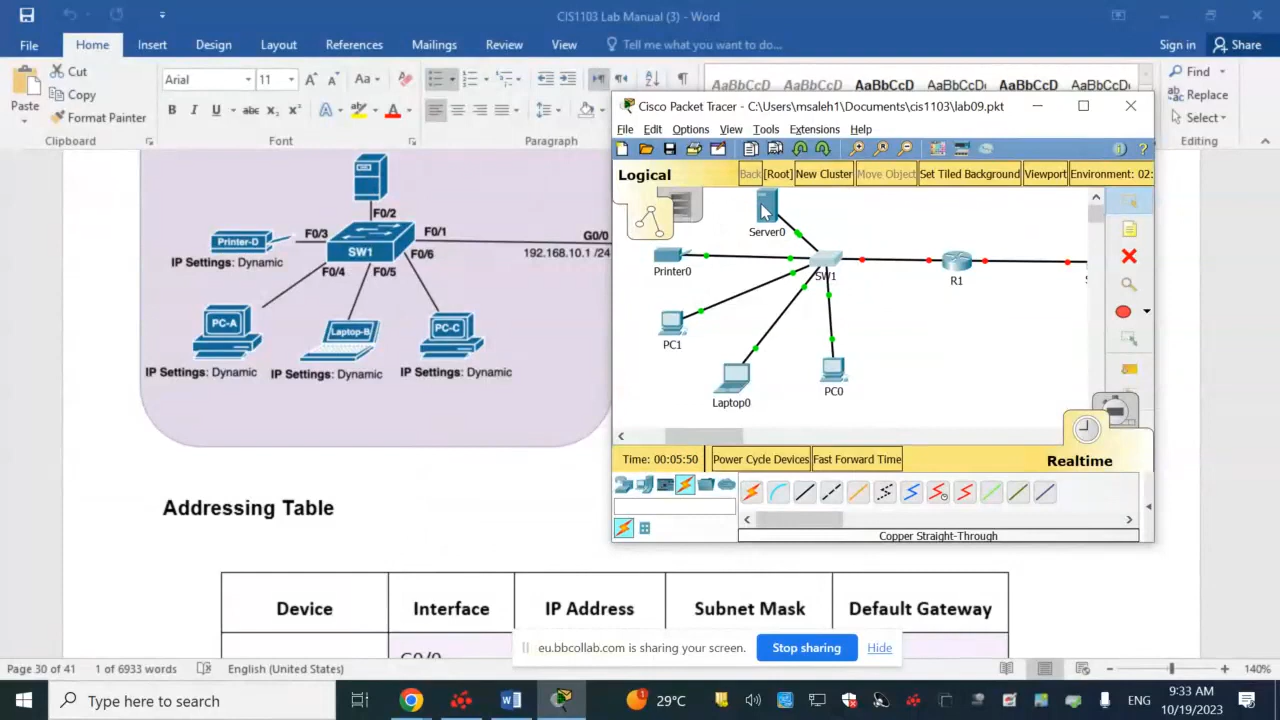 CIS1103 Lab Manual (3) - Word
File
Home
Insert
Design
Layout
References
Mailings
Review
View
Tell me what you want to do...
Sign in
Share
Paste
Cut
Copy
Format Painter
Clipboard
Arial
11
Font
Paragraph
AaBbCcD AaBbCcD AaBbCcD AaBbCcD AaBbCcD AaBbCcD
Find
Replace
Select
Editing
F0/2
F0/3
SW1
F0/1
F0/4
F0/5
F0/6
G0/0
192.168.10.1 /24
Printer-D
IP Settings: Dynamic
PC-A
IP Settings: Dynamic
Laptop-B
IP Settings: Dynamic
PC-C
IP Settings: Dynamic
Addressing Table
Device
Interface
IP Address
Subnet Mask
Default Gateway
G0/0
Cisco Packet Tracer - C:\Users\msaleh1\Documents\cis1103\lab09.pkt
File
Edit
Options
View
Tools
Extensions
Help
Logical
Back
[Root]
New Cluster
Move Object
Set Tiled Background
Viewport
Environment: 02:
Server0
Printer0
SW1
R1
PC1
Laptop0
PC0
Time: 00:05:50
Power Cycle Devices
Fast Forward Time
Realtime
Copper Straight-Through
eu.bbcollab.com is sharing your screen.
Stop sharing
Hide
Page 30 of 41
1 of 6933 words
English (United States)
140%
Type here to search
1
29°C
ENG
9:33 AM
10/19/2023